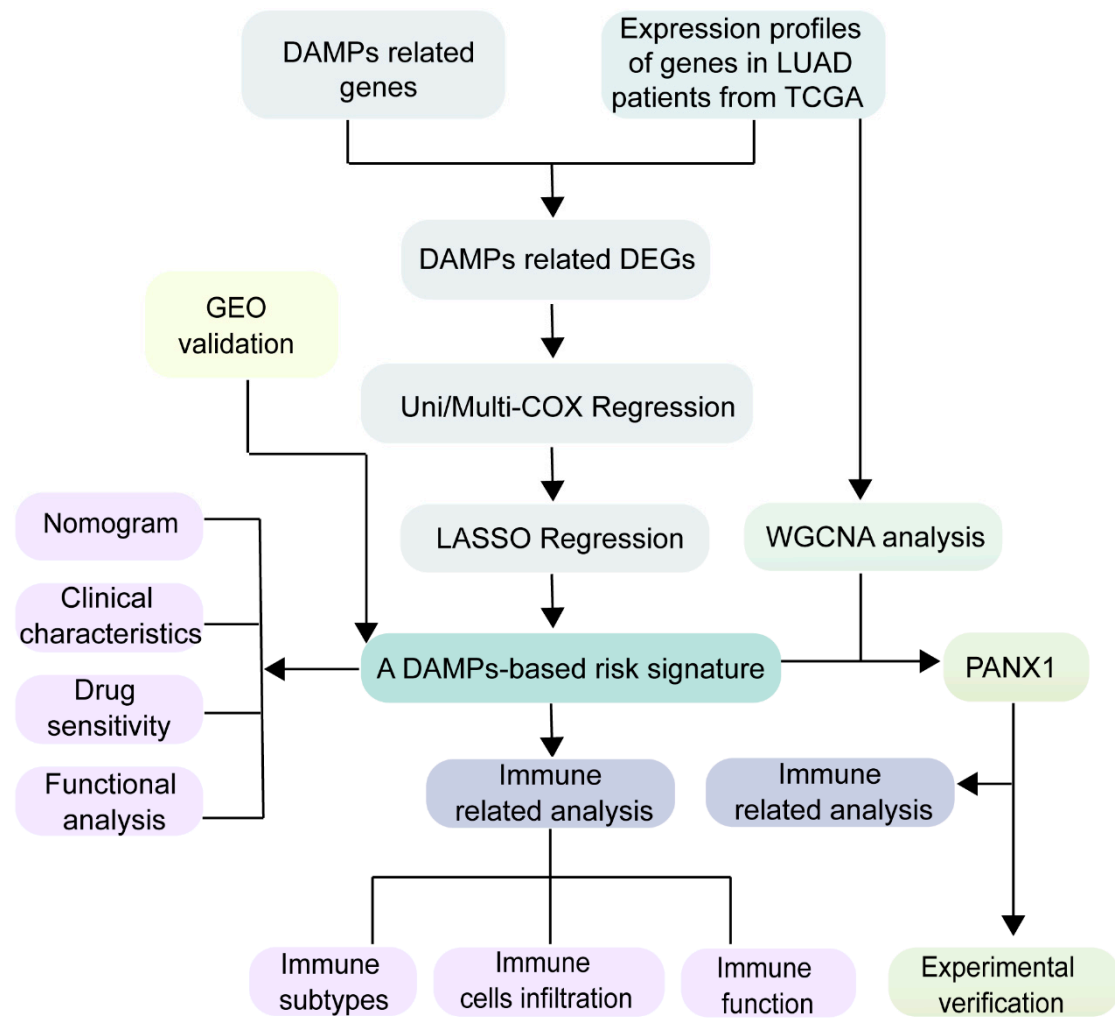 DAMPs related
genes
Expression profiles
of genes in LUAD
patients from TCGA
DAMPs related DEGs
GEO
validation
Uni/Multi-COX Regression
Nomogram
LASSO Regression
WGCNA analysis
Clinical
characteristics
A DAMPs-based risk signature
PANX1
Drug
sensitivity
Functional
analysis
Immune
related analysis
Immune
related analysis
Immune
subtypes
Immune
cells infiltration
Immune
function
Experimental
verification